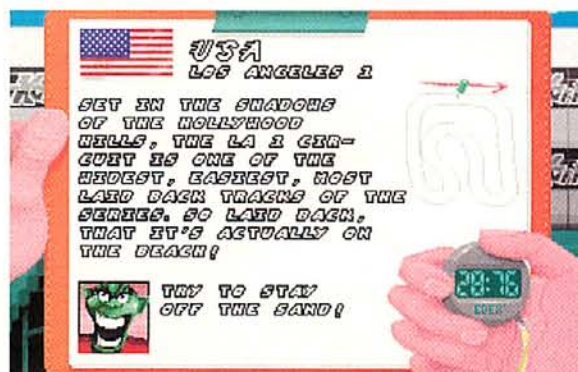 USA
LOS ANGELES 1
SET IN THE SHADOWS
OF THE HOLLYWOOD
HILLS, THE LA 1 CIR-
CUIT IS ONE OF THE
WIDEST, EASIEST, MOST
LAID BACK TRACKS OF THE
SERIES. SO LAID BACK,
THAT IT'S ACTUALLY ON
THE BEACH!
TRY TO STAY
OFF THE SAND!
28:76